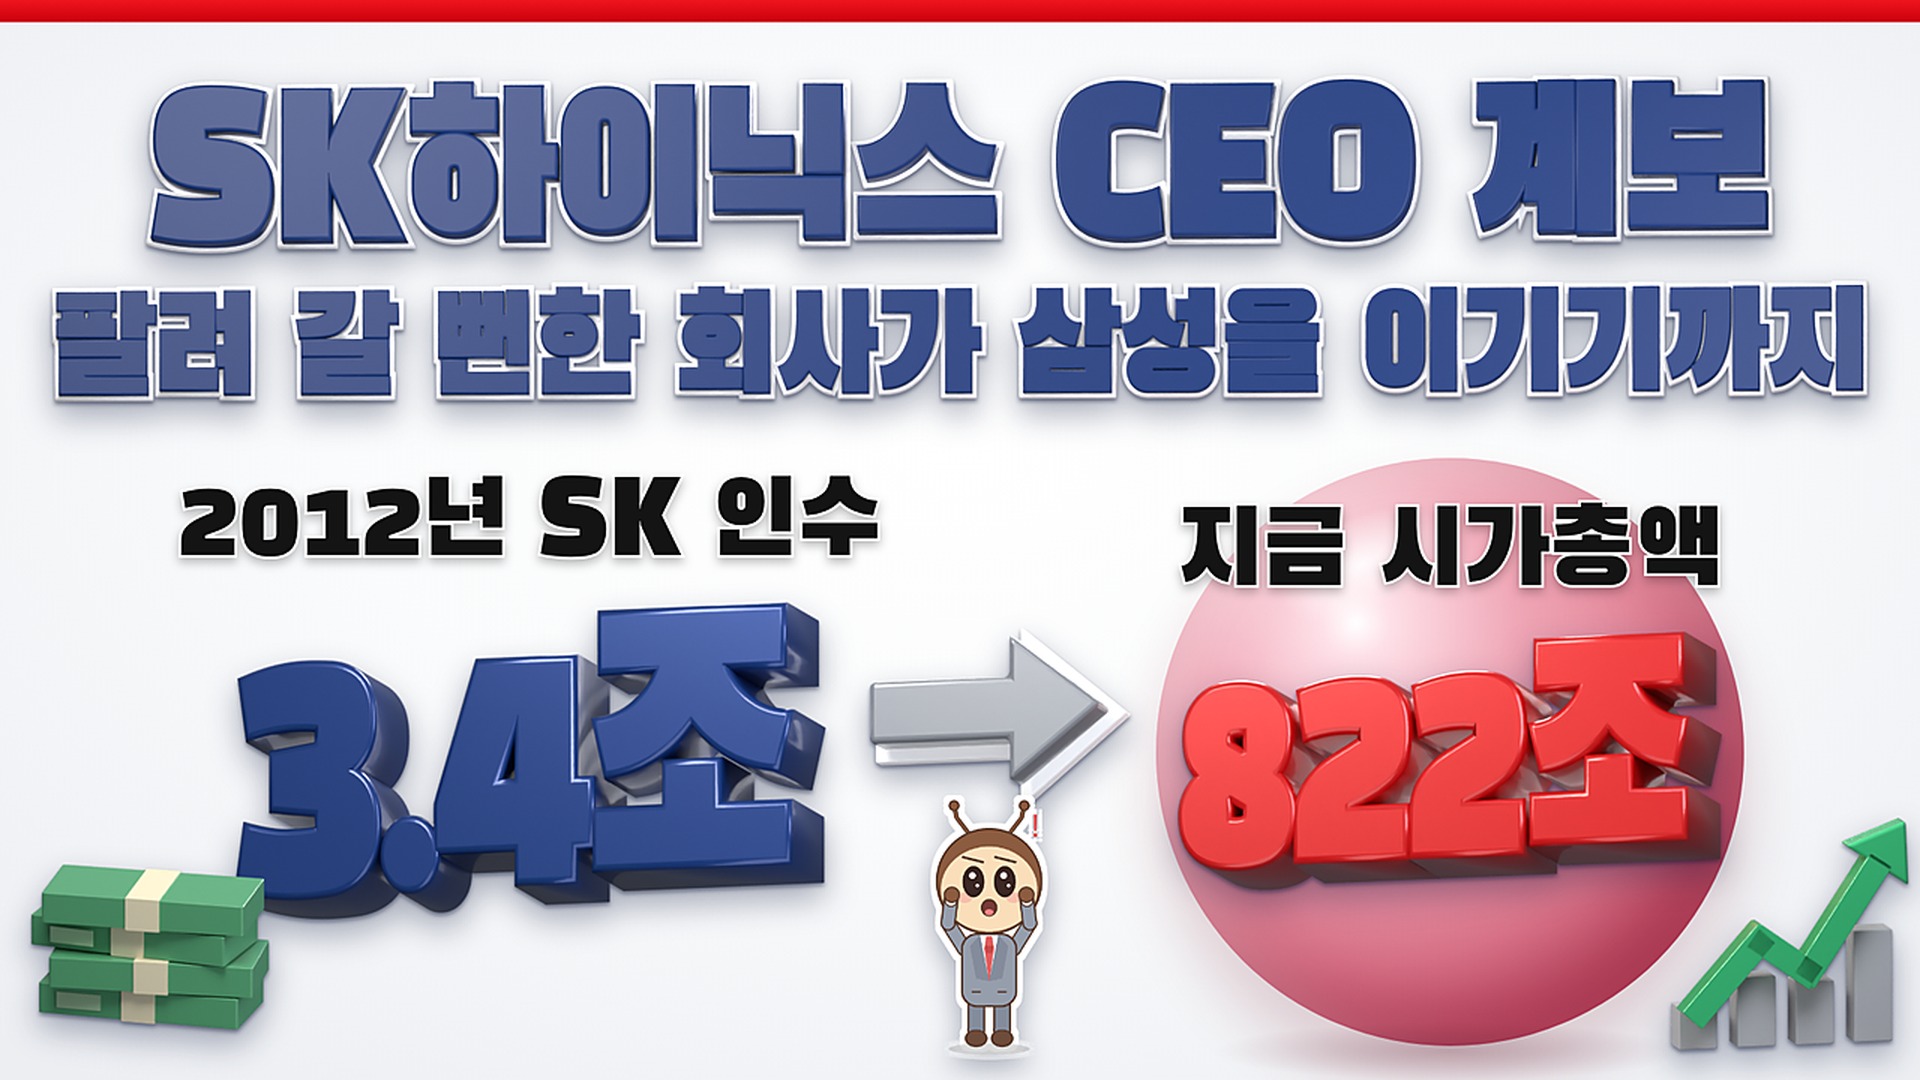 SK하이닉스 CEO 계보
팔려 갈 뻔한 회사가 삼성을 이기기까지
2012년 SK 인수
지금 시가총액
3.4조
822조
!